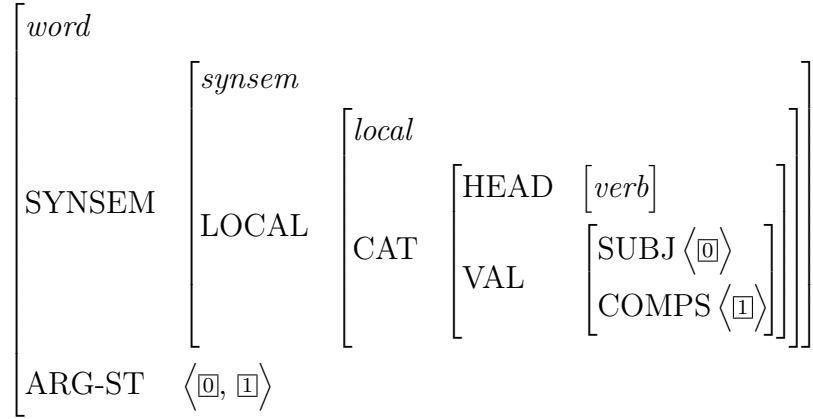 word
synsem
local
SYNSEM LOCAL CAT HEAD [verb]
VAL SUBJ ⟨0⟩
COMPS ⟨1⟩
ARG-ST ⟨0, 1⟩